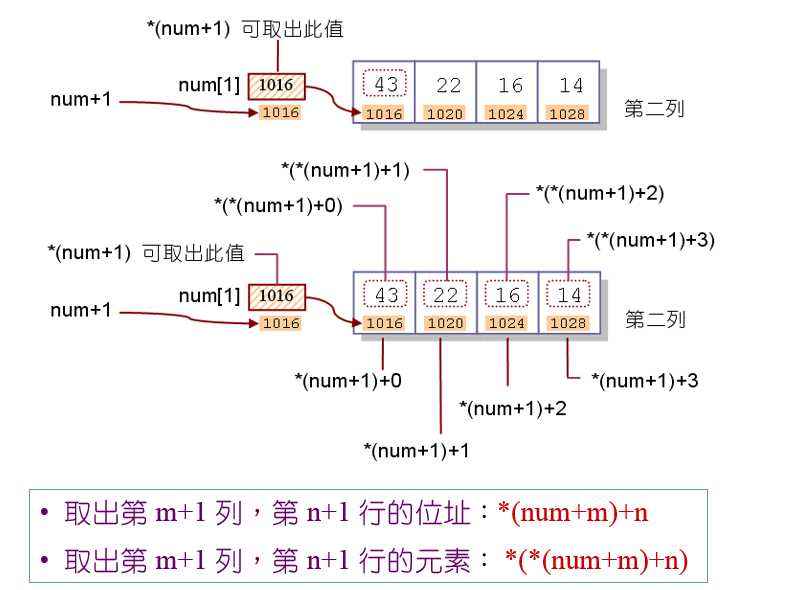 *(num+1) 可取出此值
num[1] 1016 43 22 16 14
num+1 1016 1016 1020 1024 1028 第二列
*(*(num+1)+1)
*(*(num+1)+2)
*(*(num+1)+0)
*(*(num+1)+3)
*(num+1) 可取出此值
num[1] 1016 43 22 16 14
num+1 1016 1016 1020 1024 1028 第二列
*(num+1)+0 *(num+1)+3
*(num+1)+2
*(num+1)+1
• 取出第 m+1 列，第 n+1 行的位址：*(num+m)+n
• 取出第 m+1 列，第 n+1 行的元素： *(*(num+m)+n)